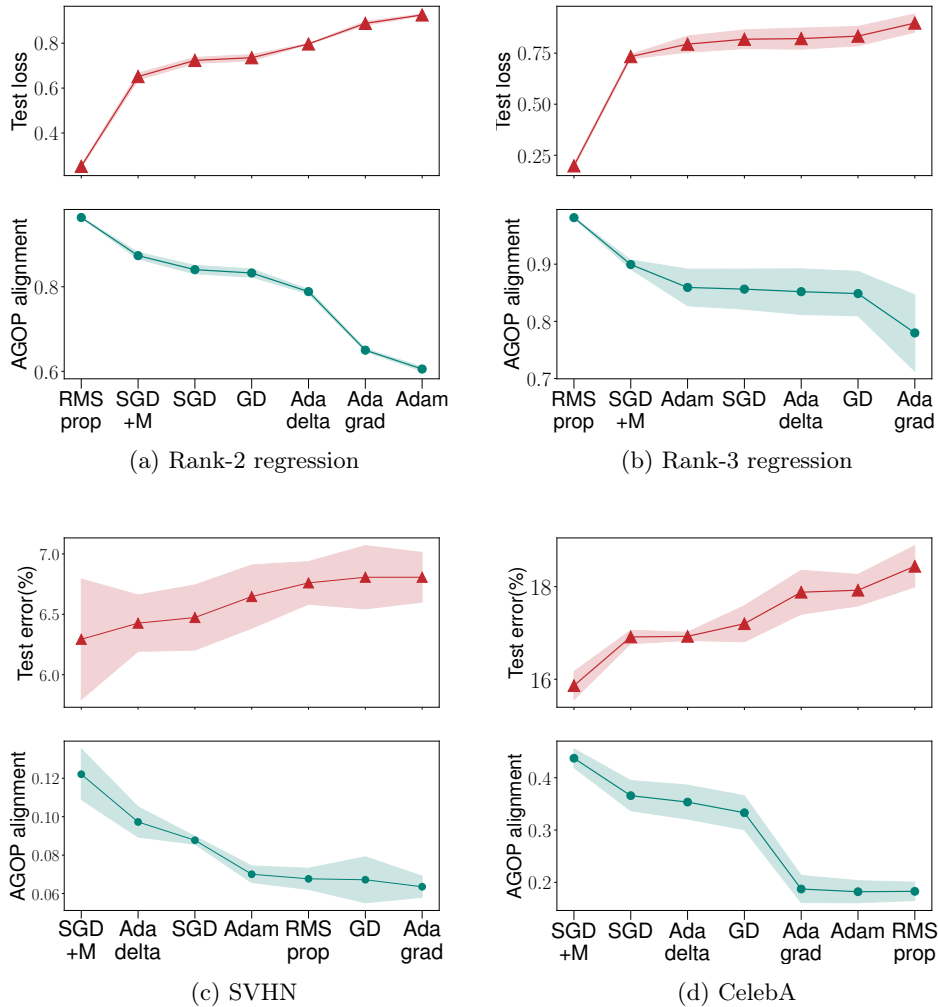 Test loss
0.8
0.4
AGOP alignment
0.8
0.6
RMS prop
SGD +M
SGD
GD
Ada delta
Ada grad
Adam
(a) Rank-2 regression
Test loss
0.75
0.50
0.25
AGOP alignment
0.9
0.8
0.7
RMS prop
SGD +M
Adam
SGD
Ada delta
GD
Ada grad
(b) Rank-3 regression
Test error(%)
7.0
6.5
6.0
AGOP alignment
0.12
0.10
0.08
0.06
SGD +M
Ada delta
SGD
Adam
RMS prop
GD
Ada grad
(c) SVHN
Test error(%)
18
16
AGOP alignment
0.4
0.3
0.2
SGD +M
SGD
Ada delta
GD
Ada grad
Adam
RMS prop
(d) CelebA